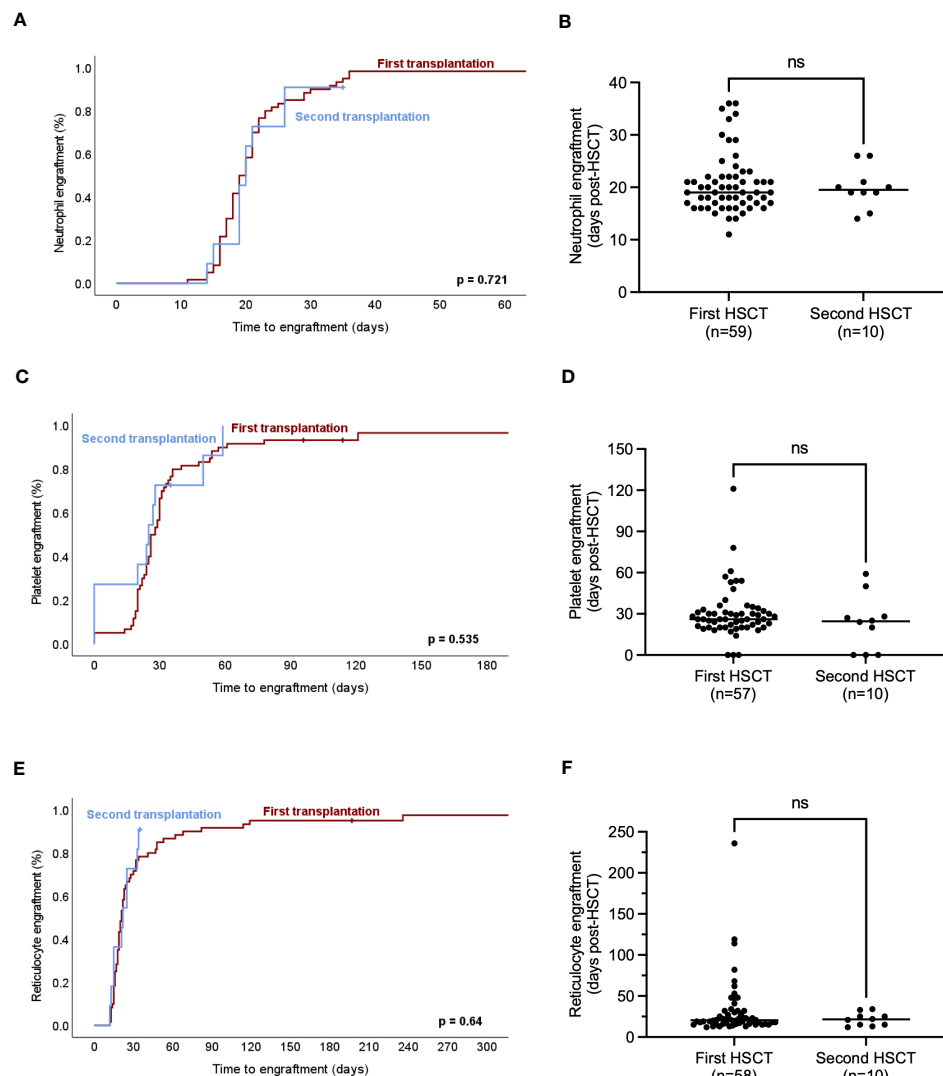 A
Neutrophil engraftment (%)
1.0
0.8
0.6
0.4
0.2
0.0
First transplantation
Second transplantation
p = 0.721
0 10 20 30 40 50 60
Time to engraftment (days)
B
Neutrophil engraftment
(days post-HSCT)
40
30
20
10
0
ns
First HSCT
(n=59)
Second HSCT
(n=10)
C
Platelet engraftment (%)
1.0
0.8
0.6
0.4
0.2
0.0
First transplantation
Second transplantation
p = 0.535
0 30 60 90 120 150 180
Time to engraftment (days)
D
Platelet engraftment
(days post-HSCT)
150
120
90
60
30
0
ns
First HSCT
(n=57)
Second HSCT
(n=10)
E
Reticulocyte engraftment (%)
1.0
0.8
0.6
0.4
0.2
0.0
Second transplantation
First transplantation
p = 0.64
0 30 60 90 120 150 180 210 240 270 300
Time to engraftment (days)
F
Reticulocyte engraftment
(days post-HSCT)
250
200
150
100
50
0
ns
First HSCT
(n=58)
Second HSCT
(n=10)